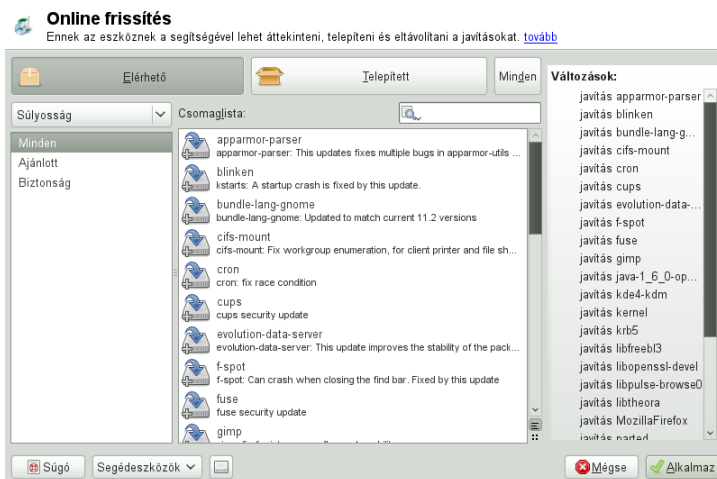 Online frissítés
Ennek az eszköznek a segítségével lehet áttekinteni, telepíteni és eltávolítani a javításokat. tovább
Elérhető
Telepített
Minden
Súlyosság
Minden
Ajánlott
Biztonság
Csomaglista:
apparmor-parser
apparmor-parser: This updates fixes multiple bugs in apparmor-utils ...
blinken
kstarts: A startup crash is fixed by this update.
bundle-lang-gnome
bundle-lang-gnome: Updated to match current 11.2 versions
cifs-mount
cifs-mount: Fix workgroup enumeration, for client printer and file sh...
cron
cron: fix race condition
cups
cups security update
evolution-data-server
evolution-data-server: This update improves the stability of the pack...
f-spot
f-spot: Can crash when closing the find bar. Fixed by this update
fuse
fuse security update
gimp
Változások:
javítás apparmor-parser
javítás blinken
javítás bundle-lang-g...
javítás cifs-mount
javítás cron
javítás cups
javítás evolution-data-...
javítás f-spot
javítás fuse
javítás gimp
javítás java-1_6_0-op...
javítás kde4-kdm
javítás kernel
javítás krb5
javítás libfreebl3
javítás libopenssl-devel
javítás libpulse-browse0
javítás libtheora
javítás MozillaFirefox
javítás parted
Súgó
Segédeszközök
Mégse
Alkalmaz